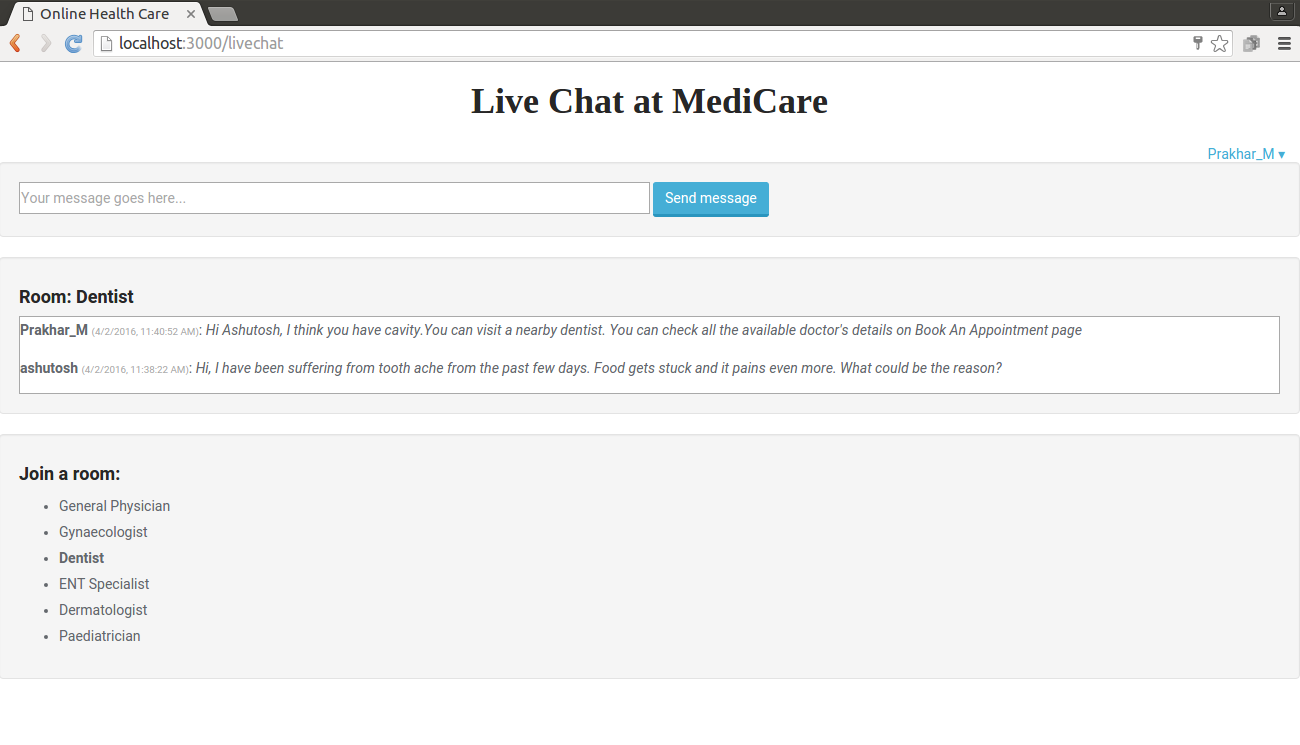 Online Health Care
localhost:3000/livechat
Live Chat at MediCare
Prakhar_M ▾
Your message goes here...
Send message
Room: Dentist
Prakhar_M (4/2/2016, 11:40:52 AM): Hi Ashutosh, I think you have cavity.You can visit a nearby dentist. You can check all the available doctor's details on Book An Appointment page
ashutosh (4/2/2016, 11:38:22 AM): Hi, I have been suffering from tooth ache from the past few days. Food gets stuck and it pains even more. What could be the reason?
Join a room:
• General Physician
• Gynaecologist
• Dentist
• ENT Specialist
• Dermatologist
• Paediatrician